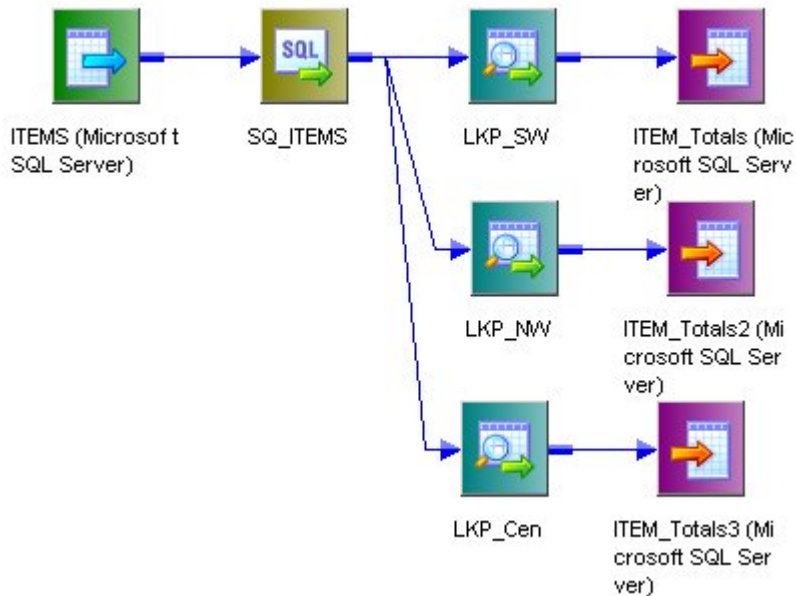 SQL
ITEMS (Microsof t
SQL Server)
SQ_ITEMS
LKP_SW
ITEM_Totals (Mic
rosoft SQL Serv
er)
LKP_NW
ITEM_Totals2 (Mi
crosoft SQL Ser
ver)
LKP_Cen
ITEM_Totals3 (Mi
crosoft SQL Ser
ver)